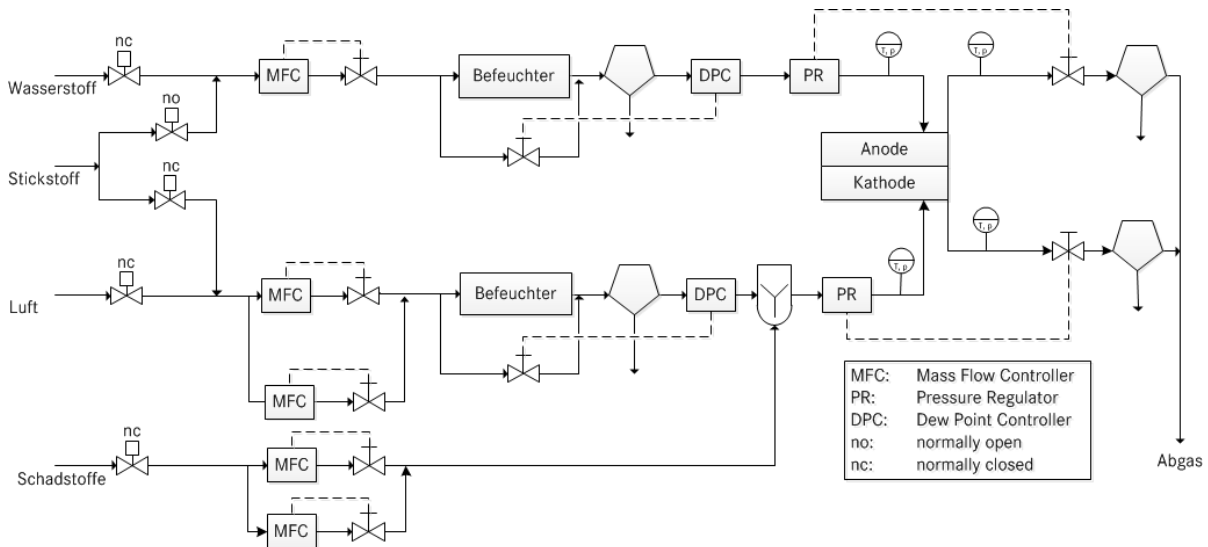 nc
Wasserstoff
MFC
Befeuchter
DPC
PR
T, p
T, p
no
Stickstoff
nc
Anode
Kathode
nc
Luft
MFC
Befeuchter
DPC
PR
T, p
T, p
MFC
nc
Schadstoffe
MFC
MFC
MFC: Mass Flow Controller
PR: Pressure Regulator
DPC: Dew Point Controller
no: normally open
nc: normally closed
Abgas